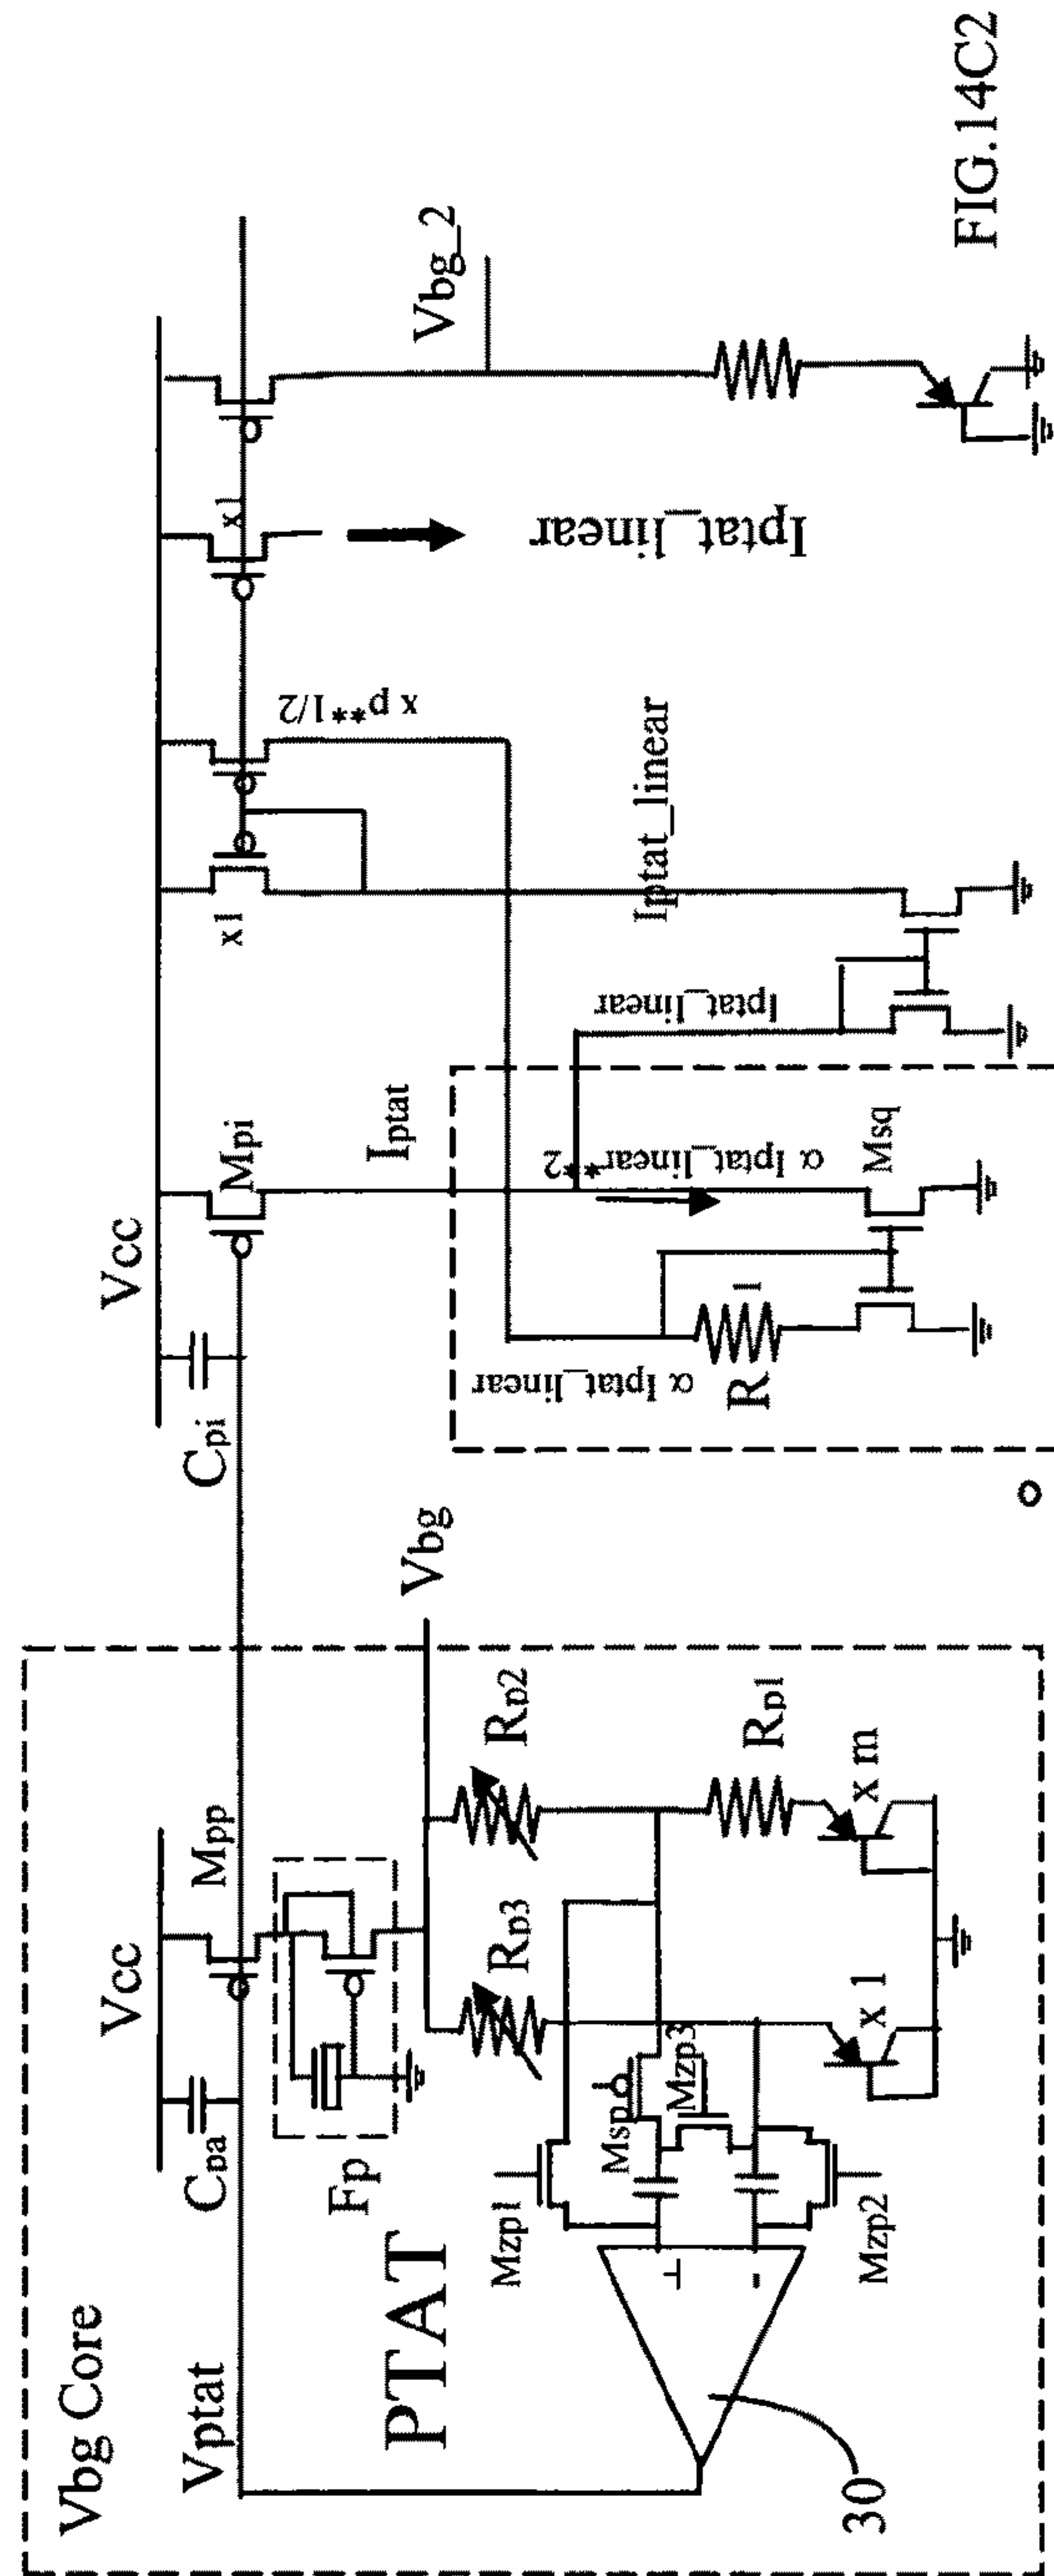 Vbg Core
Vcc
Vptat
Cpa
Mpp
Fp
PTAT
Vbg
Rp3
Rp2
Mzp1
Msp
Mzp3
Rp1
Mzp2
-
x 1
x m
30
Vcc
Cpi
Mpi
Iptat
x1
x p**1/2
x1
Iptat_linear
Vbg_2
α Iptat_linear
α Iptat_linear**2
Iptat_linear
Iptat_linear
R
1
Msq
FIG.14C2